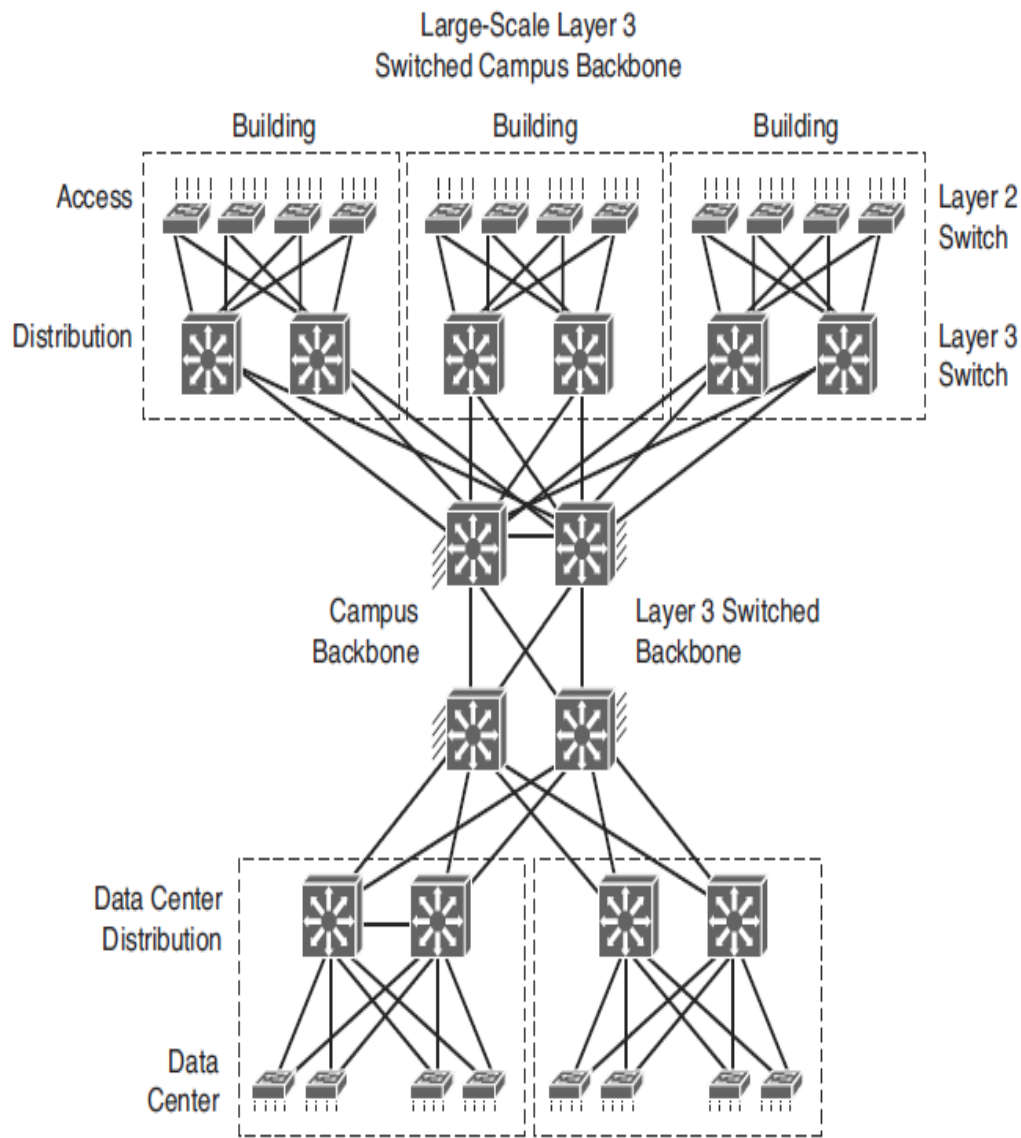 Large-Scale Layer 3
Switched Campus Backbone
Building
Building
Building
Access
Layer 2
Switch
Distribution
Layer 3
Switch
Campus
Backbone
Layer 3 Switched
Backbone
Data Center
Distribution
Data
Center